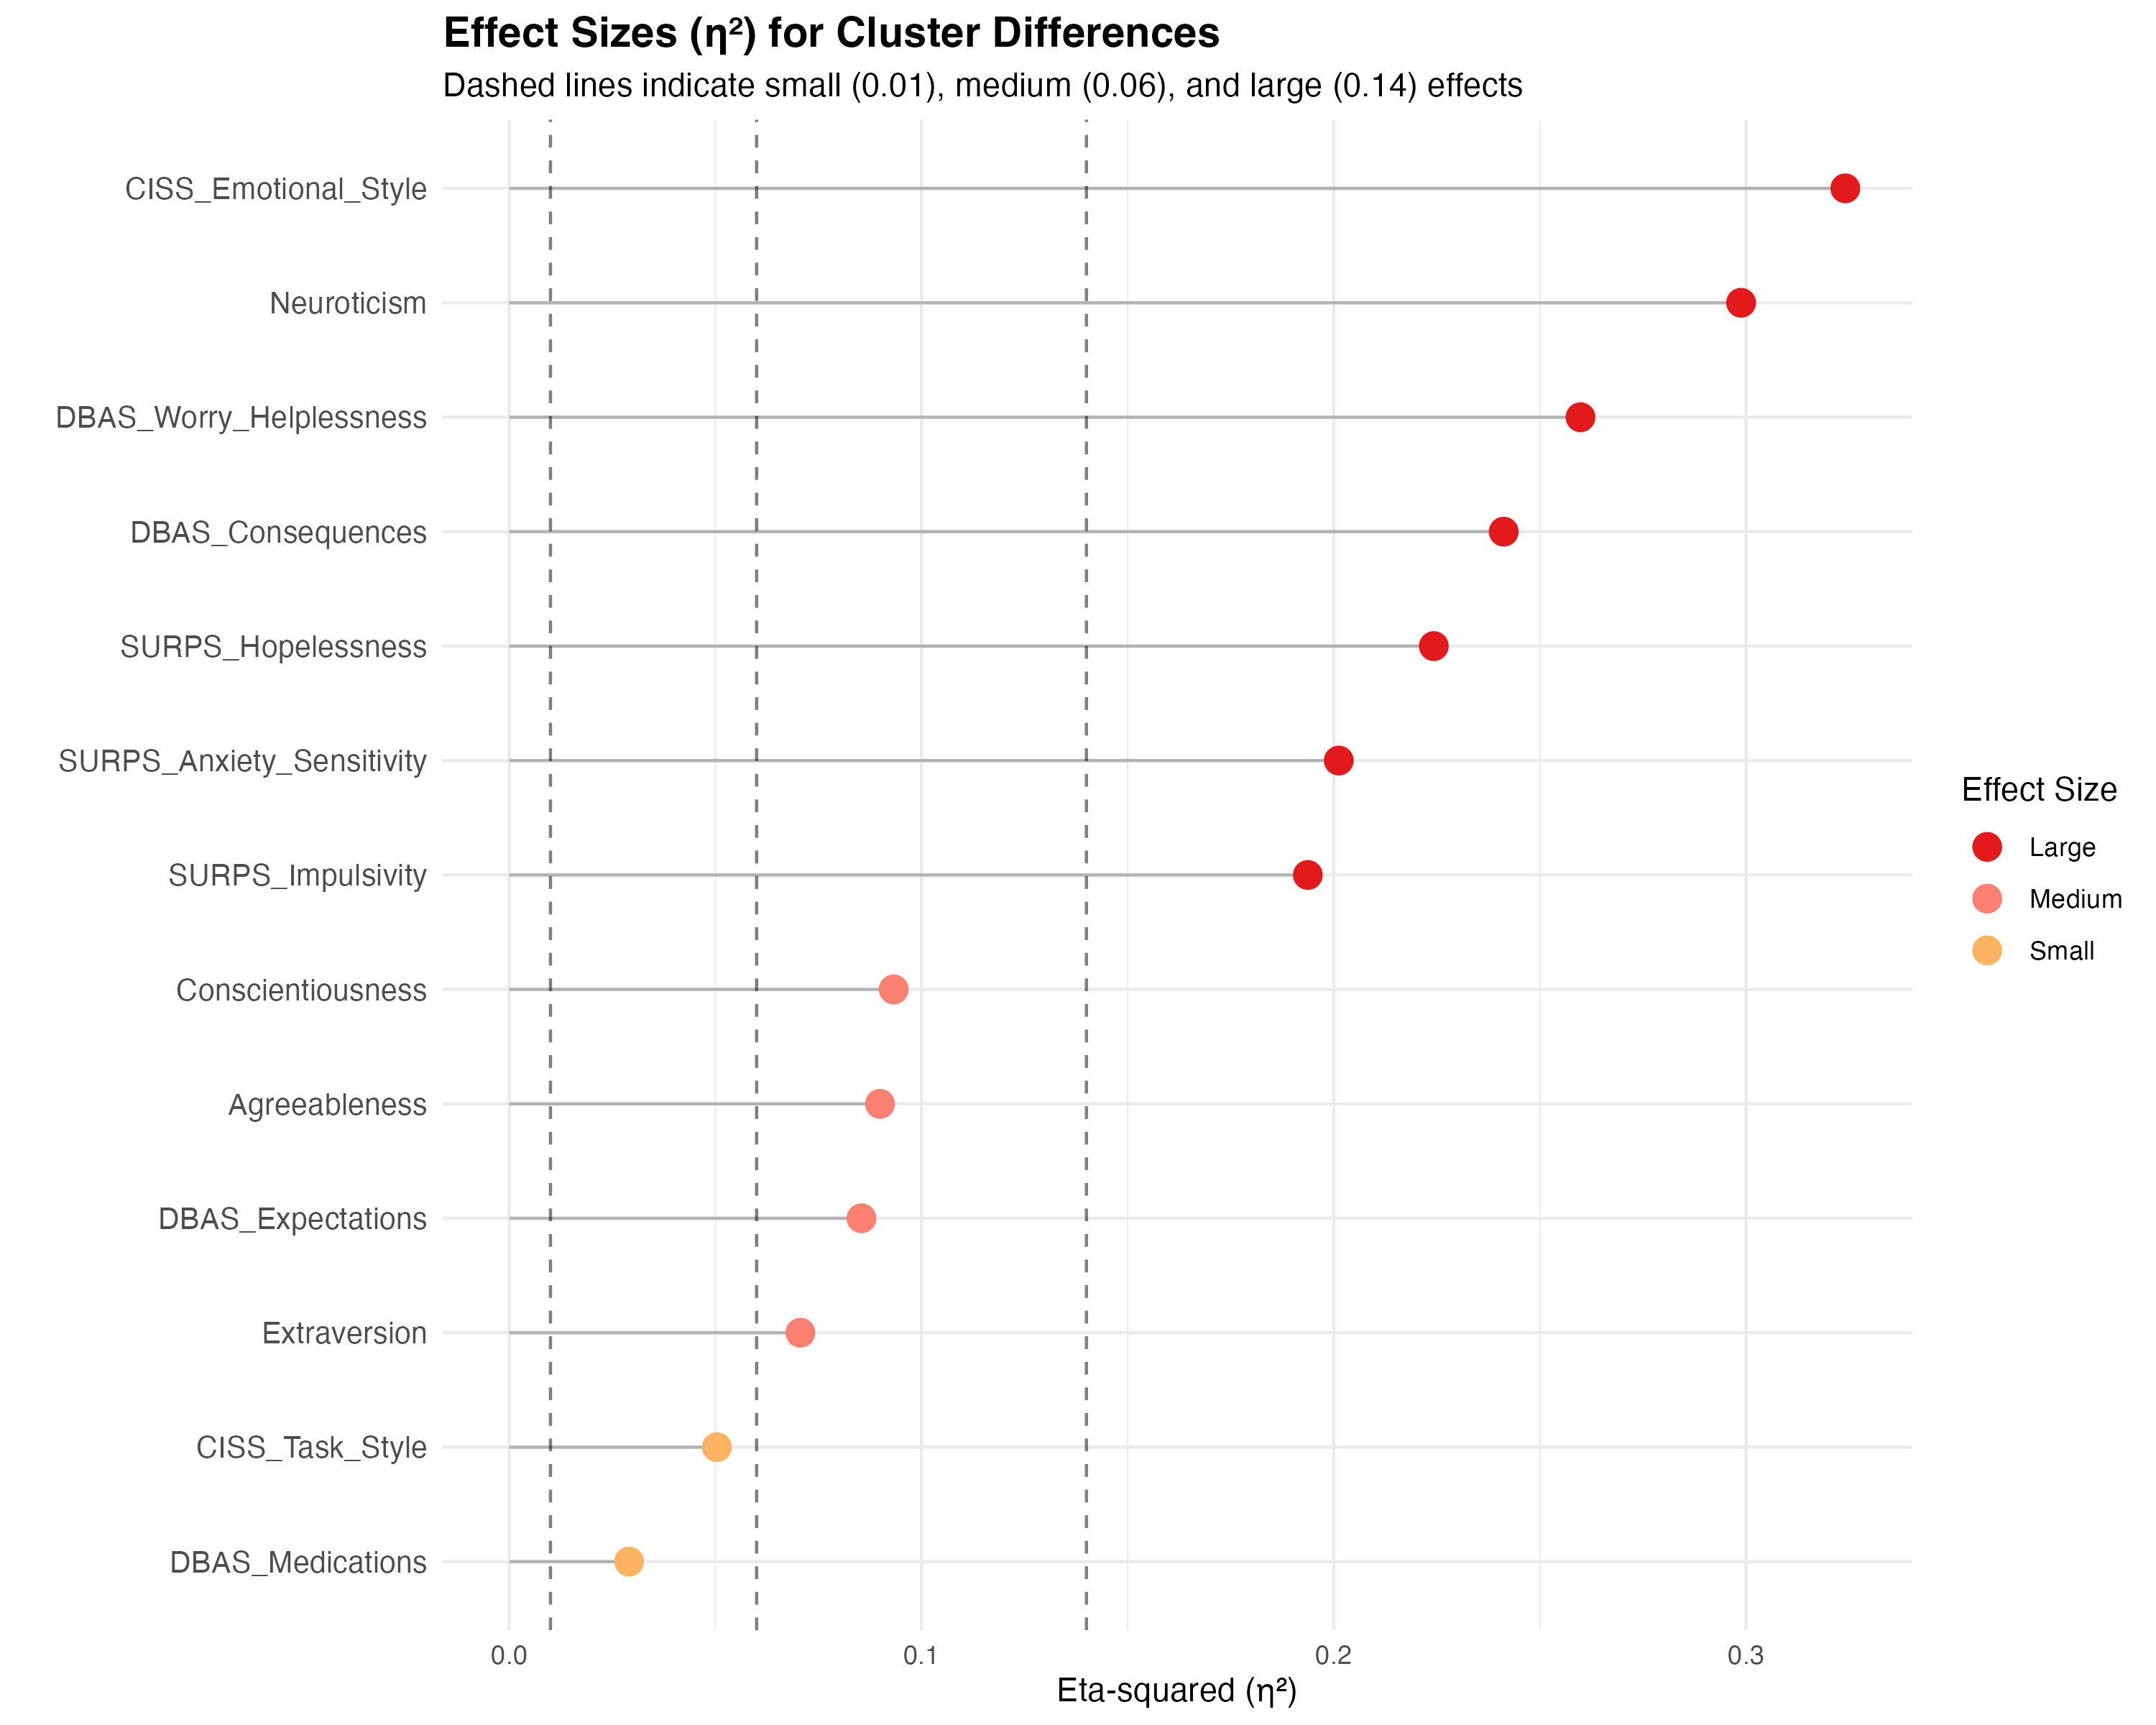 Effect Sizes (η²) for Cluster Differences
Dashed lines indicate small (0.01), medium (0.06), and large (0.14) effects
CISS_Emotional_Style
Neuroticism
DBAS_Worry_Helplessness
DBAS_Consequences
SURPS_Hopelessness
SURPS_Anxiety_Sensitivity
SURPS_Impulsivity
Conscientiousness
Agreeableness
DBAS_Expectations
Extraversion
CISS_Task_Style
DBAS_Medications
0.0
0.1
0.2
0.3
Eta-squared (η²)
Effect Size
Large
Medium
Small